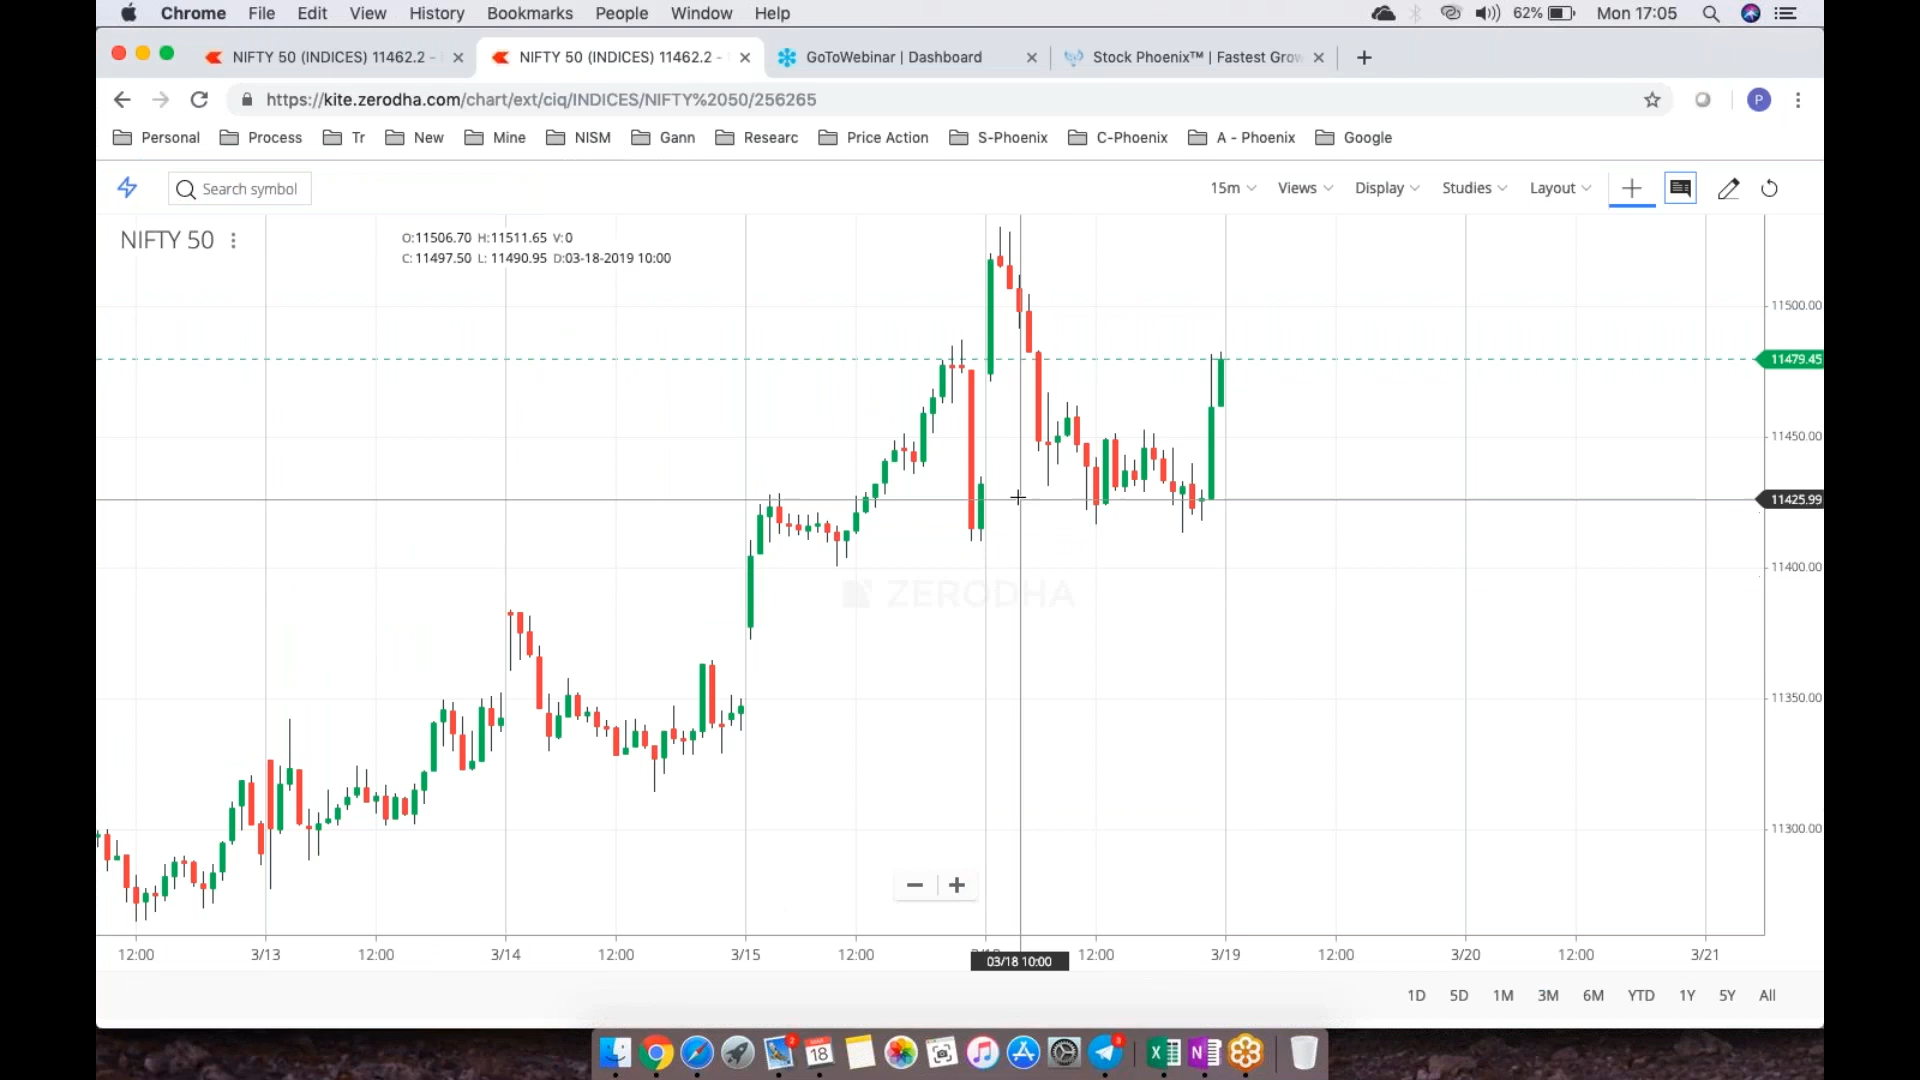 Chrome File Edit View History Bookmarks People Window Help 62% Mon 17:05
NIFTY 50 (INDICES) 11462.2 - NIFTY 50 (INDICES) 11462.2 - GoToWebinar | Dashboard Stock Phoenix™ | Fastest Grow
https://kite.zerodha.com/chart/ext/ciq/INDICES/NIFTY%2050/256265 P
Personal Process Tr New Mine NISM Gann Researc Price Action S-Phoenix C-Phoenix A - Phoenix Google
Search symbol 15m Views Display Studies Layout
NIFTY 50
O:11506.70 H:11511.65 V:0
C:11497.50 L: 11490.95 D:03-18-2019 10:00
11500.00
11479.45
11450.00
11425.99
11400.00
ZERODHA
11350.00
11300.00
12:00 3/13 12:00 3/14 12:00 3/15 12:00 12:00 3/19 12:00 3/20 12:00 3/21
03/18 10:00
1D 5D 1M 3M 6M YTD 1Y 5Y All
2 18 3 X N